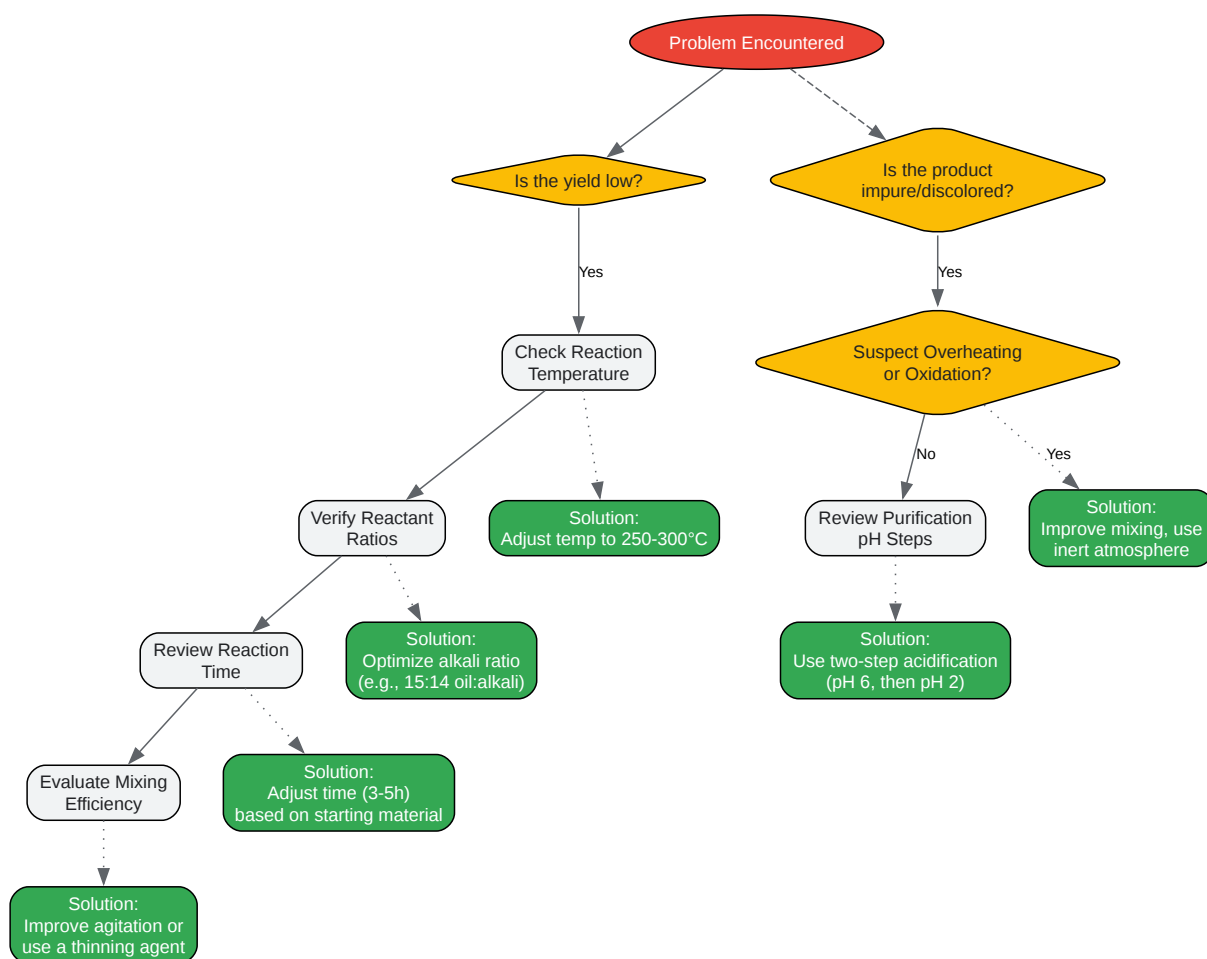 Problem Encountered
Is the yield low?
Is the product
impure/discolored?
Yes
Yes
Check Reaction
Temperature
Suspect Overheating
or Oxidation?
No
Yes
Verify Reactant
Ratios
Solution:
Adjust temp to 250-300°C
Review Purification
pH Steps
Solution:
Improve mixing, use
inert atmosphere
Review Reaction
Time
Solution:
Optimize alkali ratio
(e.g., 15:14 oil:alkali)
Solution:
Use two-step acidification
(pH 6, then pH 2)
Evaluate Mixing
Efficiency
Solution:
Adjust time (3-5h)
based on starting material
Solution:
Improve agitation or
use a thinning agent